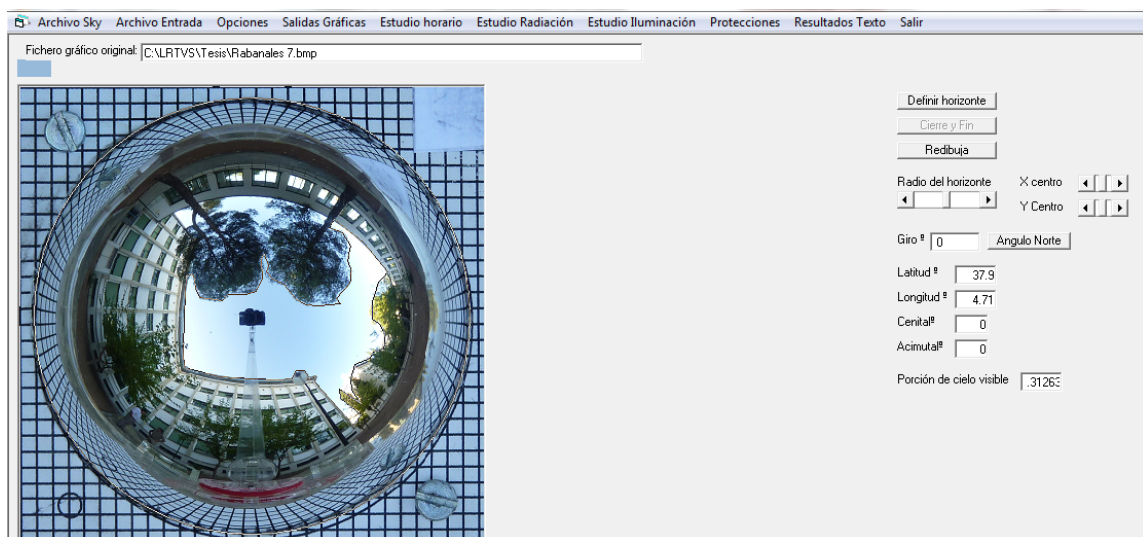 Archivo Sky Archivo Entrada Opciones Salidas Gráficas Estudio horario Estudio Radiación Estudio Iluminación Protecciones Resultados Texto Salir
Fichero gráfico original: C:\LRTVS\Tesis\Rabanales 7.bmp
Definir horizonte
Cierre y Fin
Redibuja
Radio del horizonte X centro
Y Centro
Giro º 0 Angulo Norte
Latitud º 37.9
Longitud º 4.71
Cenitalº 0
Acimutalº 0
Porción de cielo visible .31263